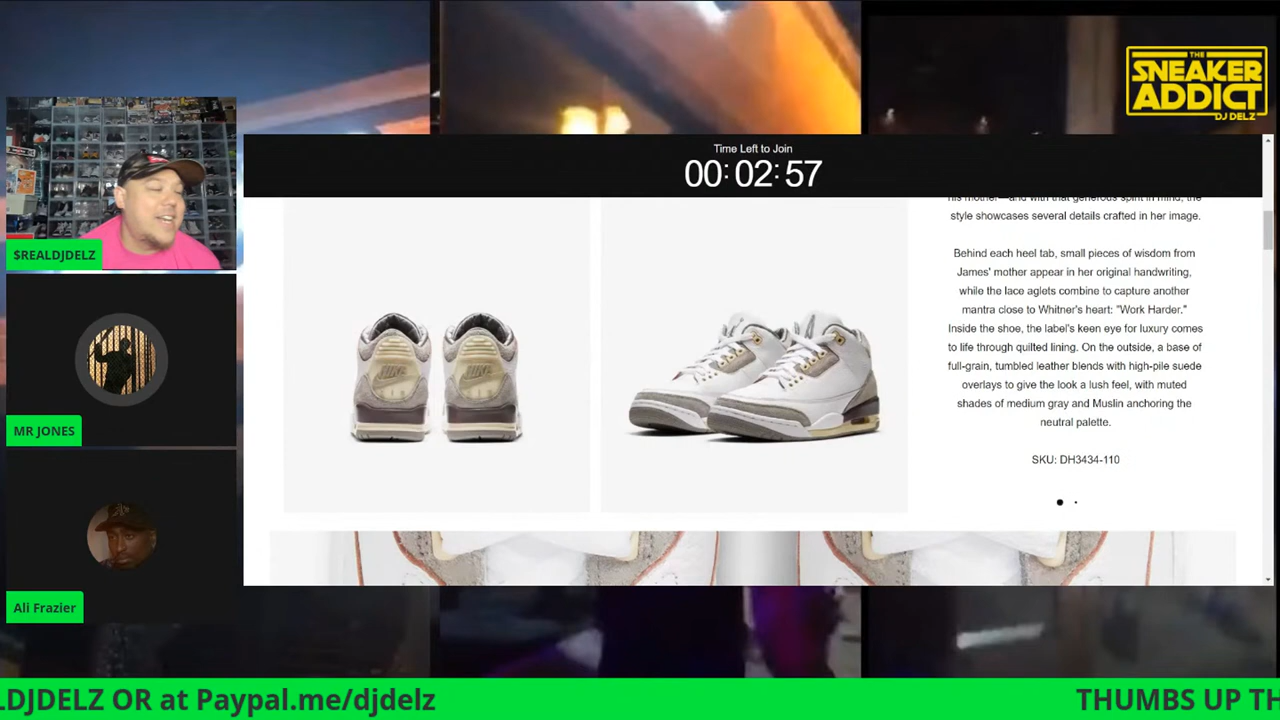 THE
SNEAKER
ADDICT
DJ DELZ
Time Left to Join
00:02:57
style showcases several details crafted in her image.
Behind each heel tab, small pieces of wisdom from
James' mother appear in her original handwriting,
while the lace aglets combine to capture another
mantra close to Whitner's heart: "Work Harder."
Inside the shoe, the label's keen eye for luxury comes
to life through quilted lining. On the outside, a base of
full-grain, tumbled leather blends with high-pile suede
overlays to give the look a lush feel, with muted
shades of medium gray and Muslin anchoring the
neutral palette.
SKU: DH3434-110
NIKE
$REALDJDELZ
MR JONES
Ali Frazier
LDJDELZ OR at Paypal.me/djdelz
THUMBS UP TH